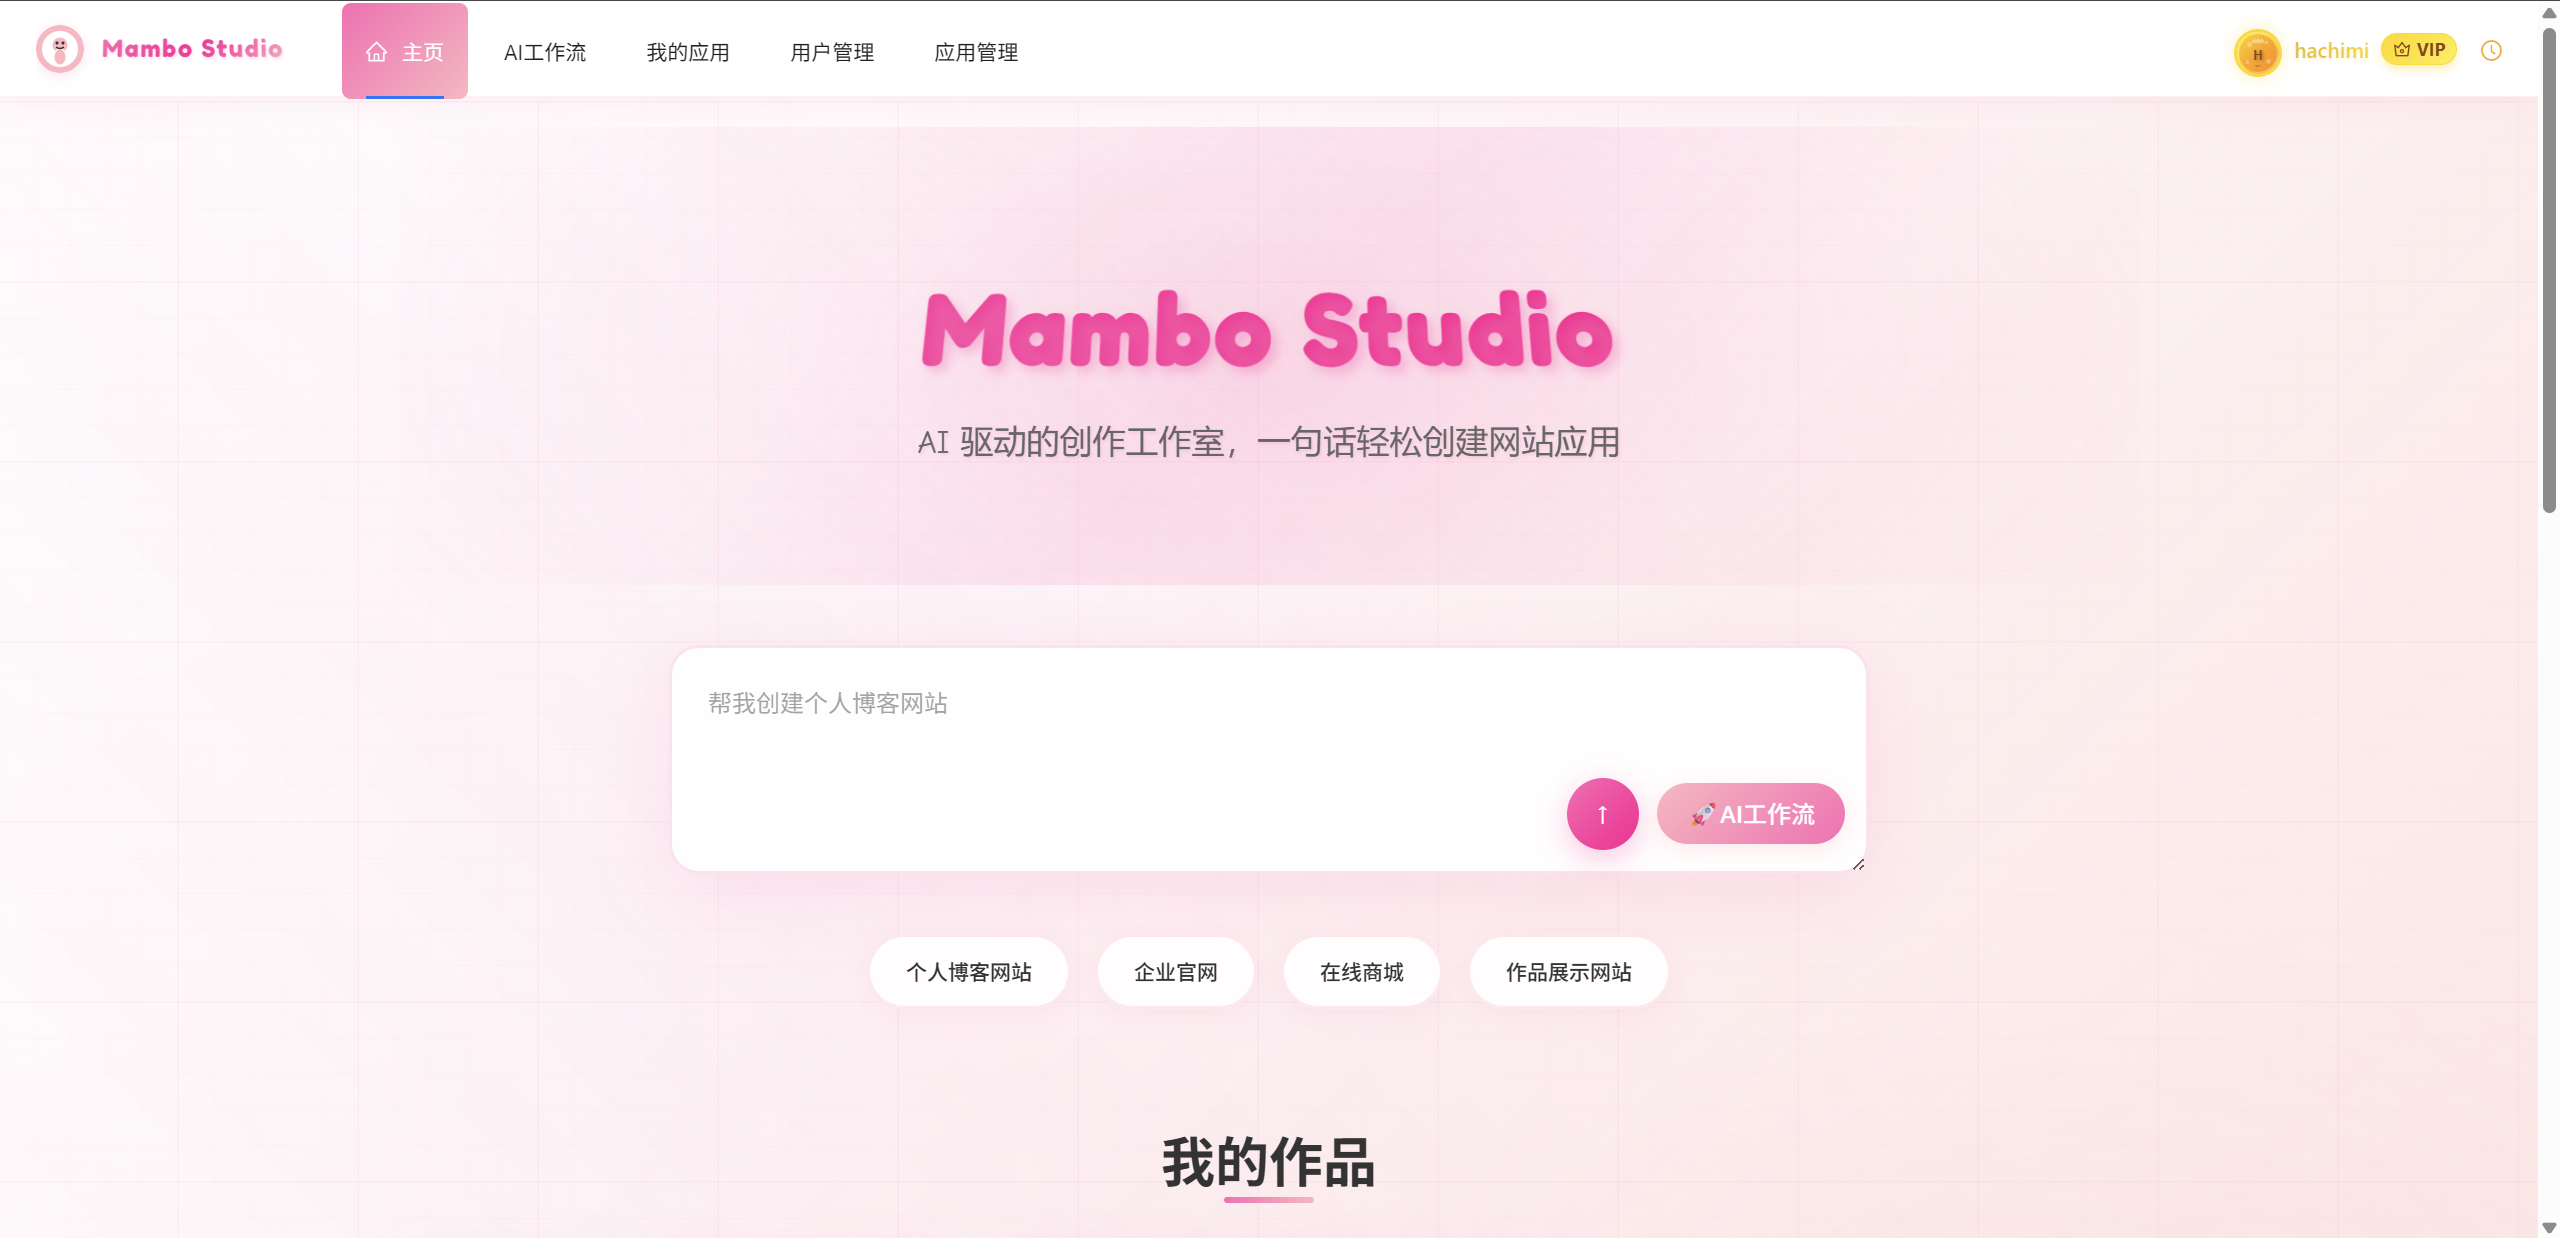 Mambo Studio
主页
AI工作流
我的应用
用户管理
应用管理
H
hachimi
VIP
Mambo Studio
AI 驱动的创作工作室，一句话轻松创建网站应用
帮我创建个人博客网站
↑
🚀 AI工作流
个人博客网站
企业官网
在线商城
作品展示网站
我的作品